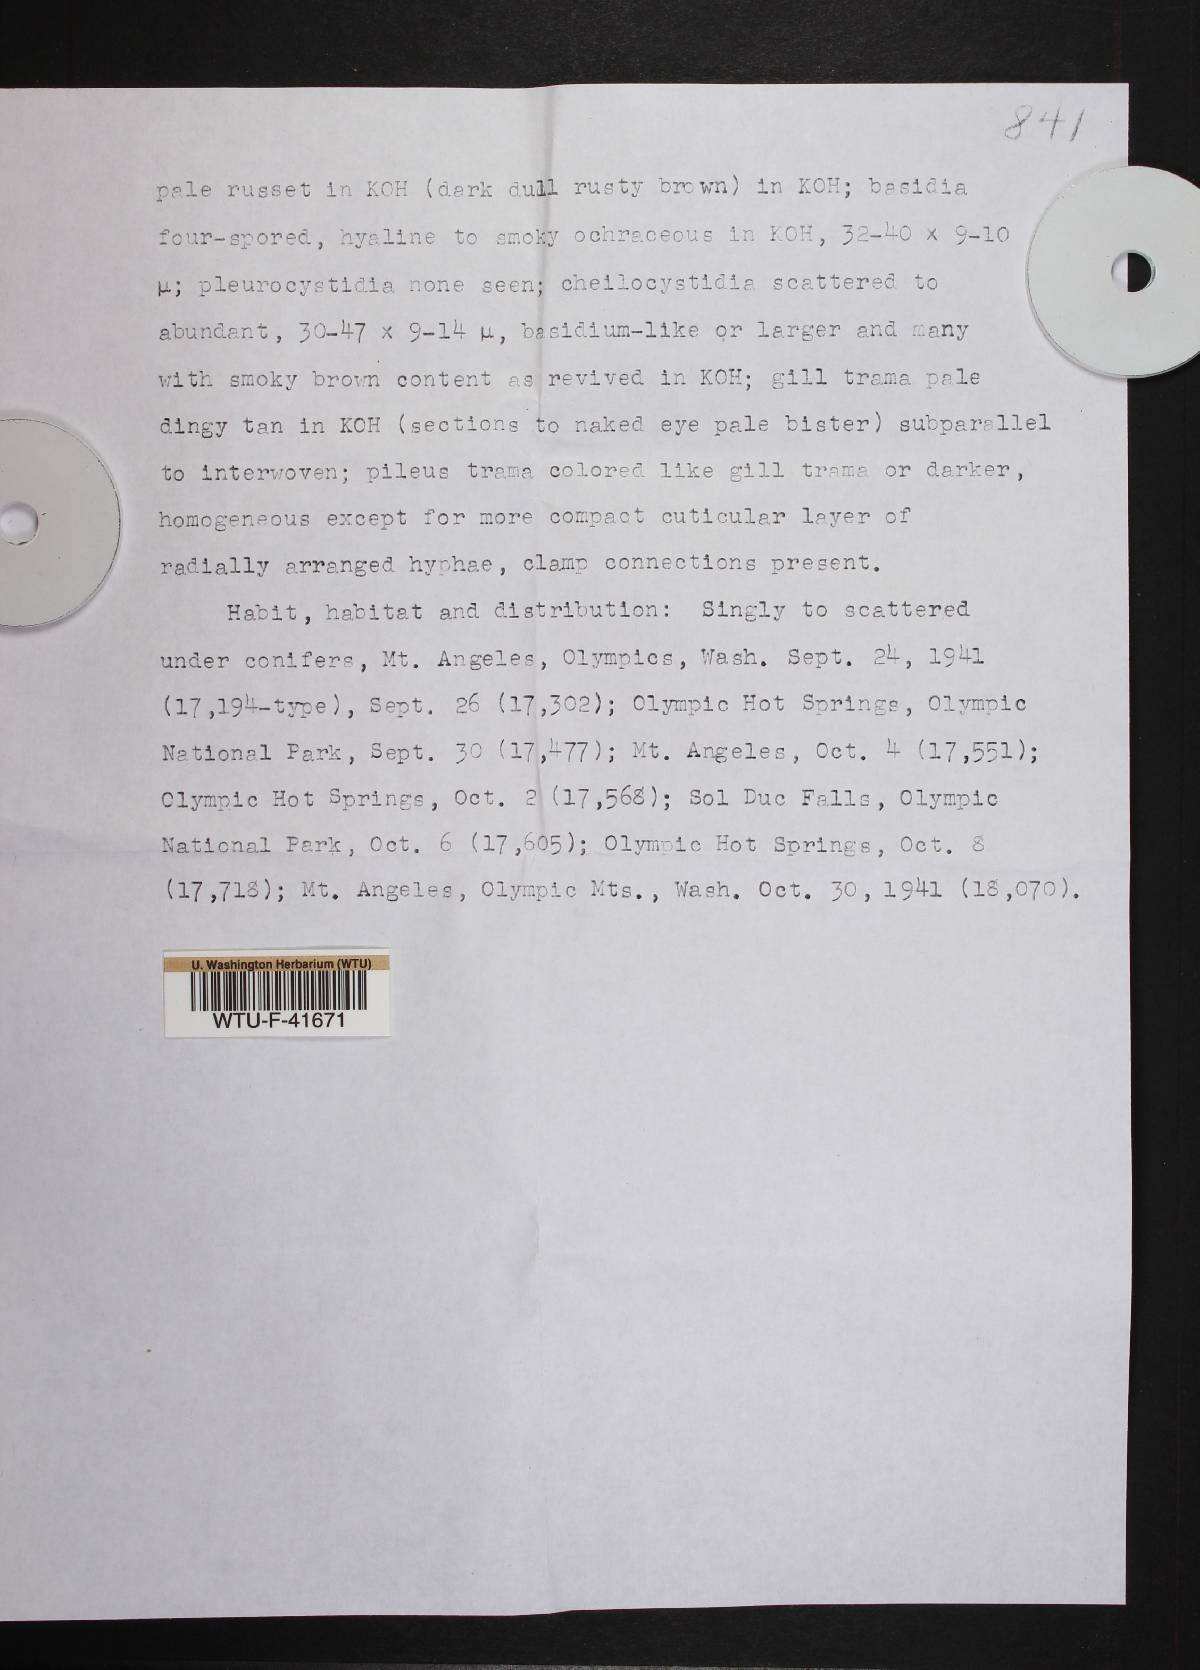 841
pale russet in KOH (dark dull rusty brown) in KOH; basidia
four-spored, hyaline to smoky ochraceous in KOH, 32-40 x 9-10
µ; pleurocystidia none seen; cheilocystidia scattered to
abundant, 30-47 x 9-14 µ, basidium-like or larger and many
with smoky brown content as revived in KOH; gill trama pale
dingy tan in KOH (sections to naked eye pale bister) subparallel
to interwoven; pileus trama colored like gill trama or darker,
homogeneous except for more compact cuticular layer of
radially arranged hyphae, clamp connections present.
Habit, habitat and distribution: Singly to scattered
under conifers, Mt. Angeles, Olympics, Wash. Sept. 24, 1941
(17,194-type), Sept. 26 (17,302); Olympic Hot Springs, Olympic
National Park, Sept. 30 (17,477); Mt. Angeles, Oct. 4 (17,551);
Olympic Hot Springs, Oct. 2 (17,568); Sol Duc Falls, Olympic
National Park, Oct. 6 (17,605); Olympic Hot Springs, Oct. 8
(17,718); Mt. Angeles, Olympic Mts., Wash. Oct. 30, 1941 (18,070).
U. Washington Herbarium (WTU)
WTU-F-41671